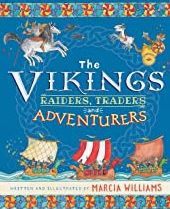 The
VIKINGS
RAIDERS, TRADERS
and
ADVENTURERS
WRITTEN AND ILLUSTRATED BY MARCIA WILLIAMS